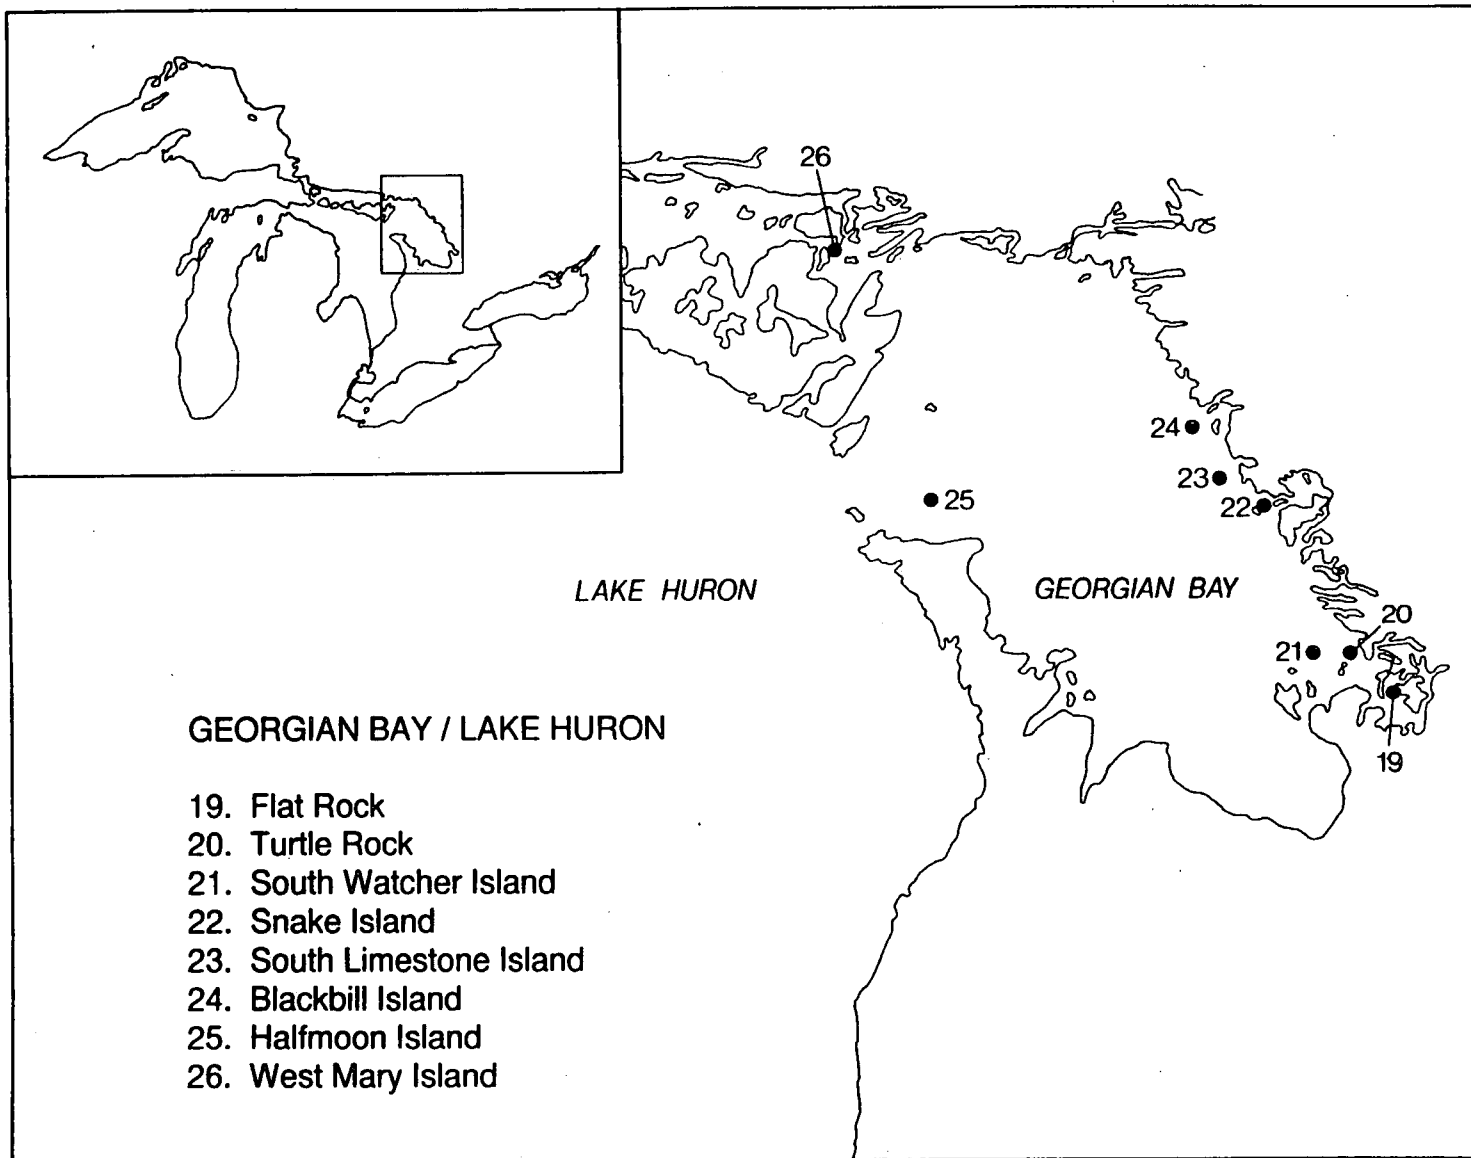 26
24
23
22
25
LAKE HURON
GEORGIAN BAY
20
21
19
GEORGIAN BAY / LAKE HURON
19. Flat Rock
20. Turtle Rock
21. South Watcher Island
22. Snake Island
23. South Limestone Island
24. Blackbill Island
25. Halfmoon Island
26. West Mary Island